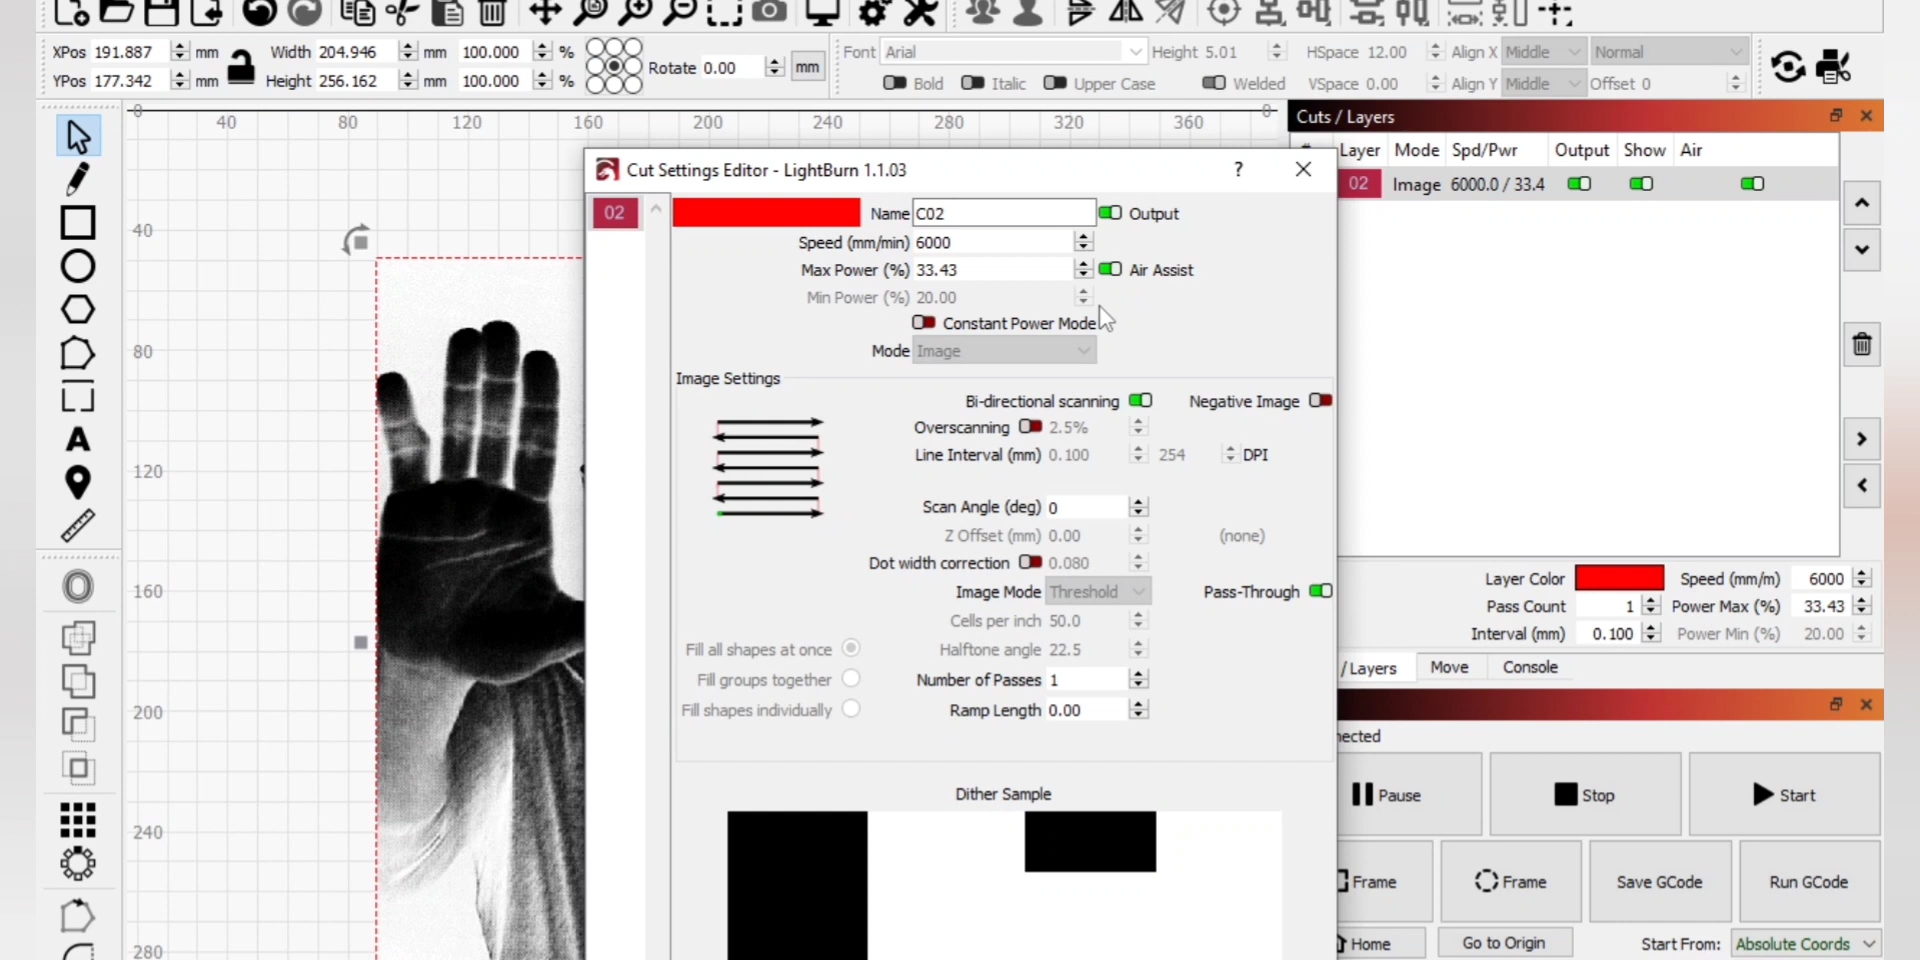 XPos 191.887 mm Width 204.946 mm 100.000 % Rotate 0.00 mm Font Arial Height 5.01 HSpace 12.00 Align X Middle Normal
YPos 177.342 mm Height 256.162 mm 100.000 % Bold Italic Upper Case Welded VSpace 0.00 Align Y Middle Offset 0
0 40 80 120 160 200 240 280 320 360 0
40
80
120
160
200
240
280
Cut Settings Editor - LightBurn 1.1.03 ?
02 Name C02 Output
Speed (mm/min) 6000
Max Power (%) 33.43 Air Assist
Min Power (%) 20.00
Constant Power Mode
Mode Image
Image Settings
Bi-directional scanning Negative Image
Overscanning 2.5%
Line Interval (mm) 0.100 254 DPI
Scan Angle (deg) 0
Z Offset (mm) 0.00 (none)
Dot width correction 0.080
Image Mode Threshold Pass-Through
Cells per inch 50.0
Fill all shapes at once Halftone angle 22.5
Fill groups together Number of Passes 1
Fill shapes individually Ramp Length 0.00
Dither Sample
Cuts / Layers
Layer Mode Spd/Pwr Output Show Air
02 Image 6000.0 / 33.4
Layer Color Speed (mm/m) 6000
Pass Count 1 Power Max (%) 33.43
Interval (mm) 0.100 Power Min (%) 20.00
/ Layers Move Console
nected
Pause Stop Start
Frame Frame Save GCode Run GCode
Home Go to Origin Start From: Absolute Coords